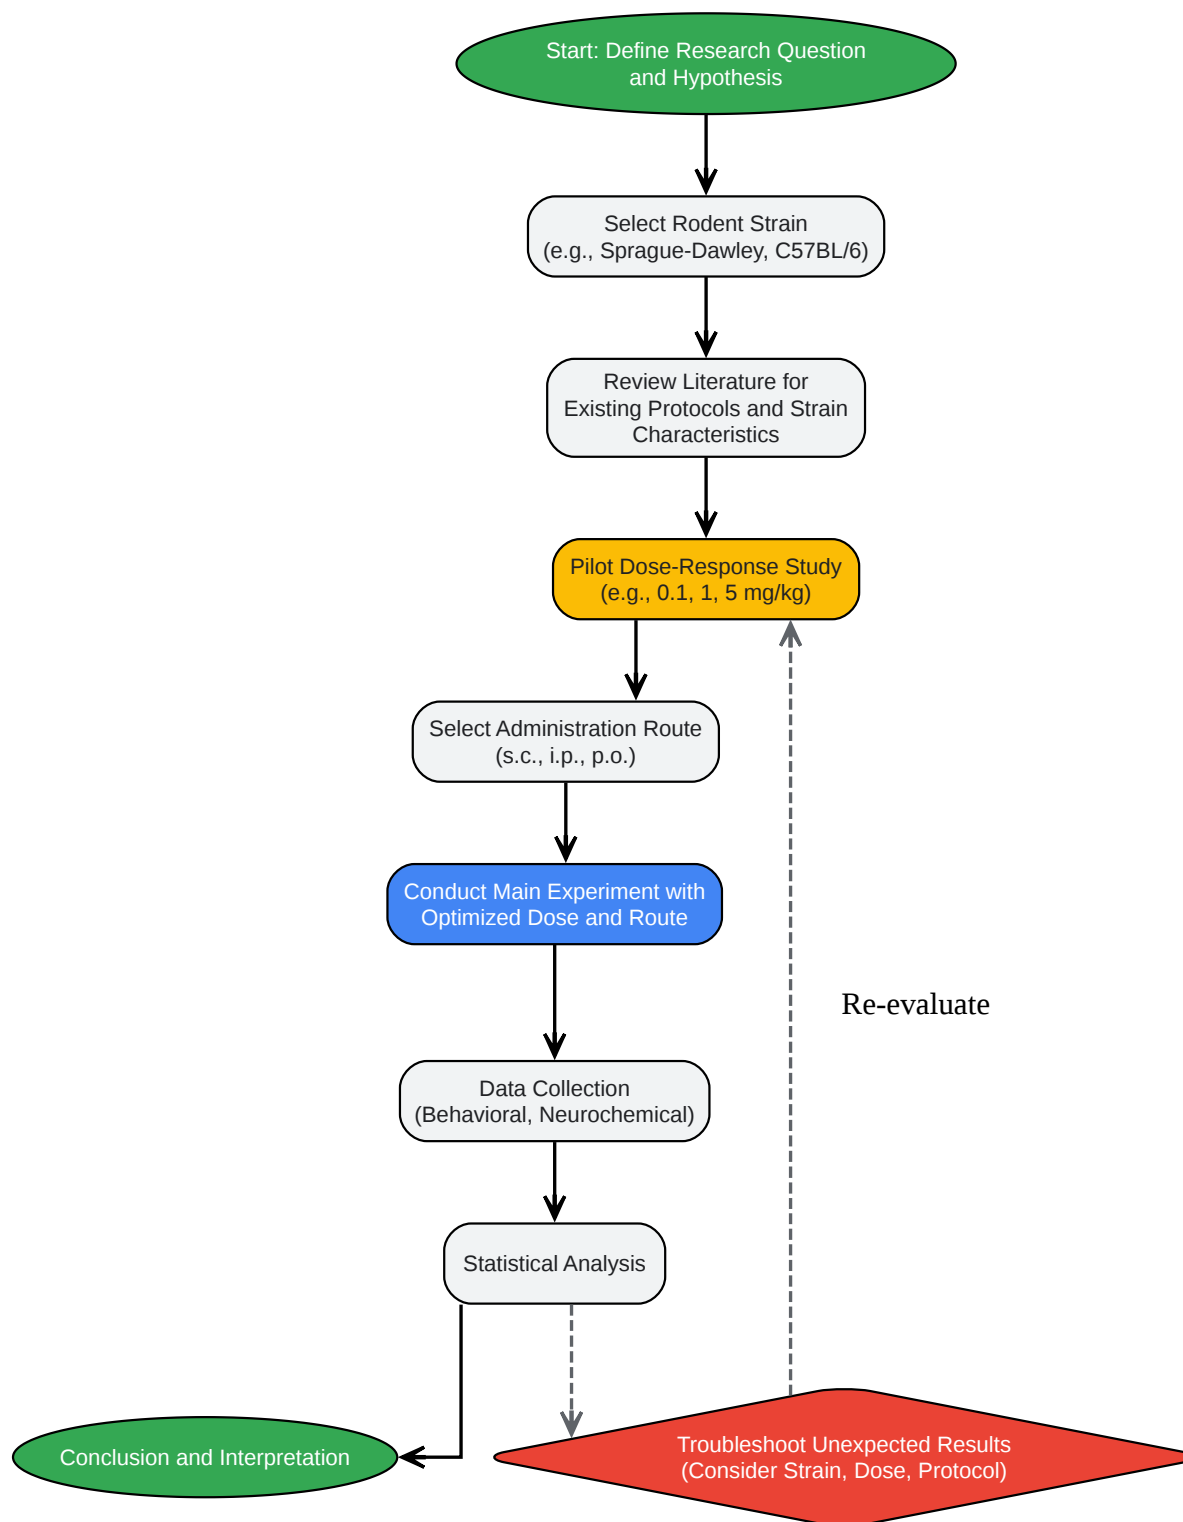 Start: Define Research Question
and Hypothesis
Select Rodent Strain
(e.g., Sprague-Dawley, C57BL/6)
Review Literature for
Existing Protocols and Strain
Characteristics
Pilot Dose-Response Study
(e.g., 0.1, 1, 5 mg/kg)
Select Administration Route
(s.c., i.p., p.o.)
Conduct Main Experiment with
Optimized Dose and Route
Re-evaluate
Data Collection
(Behavioral, Neurochemical)
Statistical Analysis
Conclusion and Interpretation
Troubleshoot Unexpected Results
(Consider Strain, Dose, Protocol)